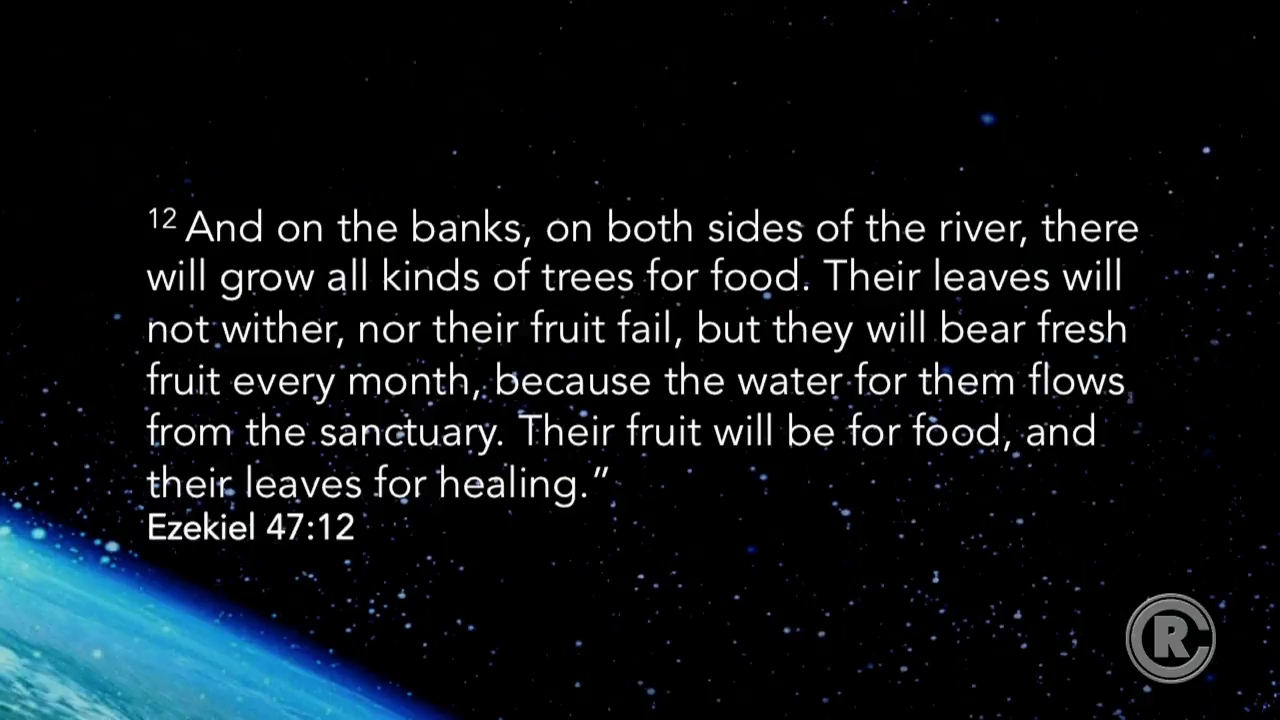 12 And on the banks, on both sides of the river, there
will grow all kinds of trees for food. Their leaves will
not wither, nor their fruit fail, but they will bear fresh
fruit every month, because the water for them flows
from the sanctuary. Their fruit will be for food, and
their leaves for healing.”
Ezekiel 47:12
RC